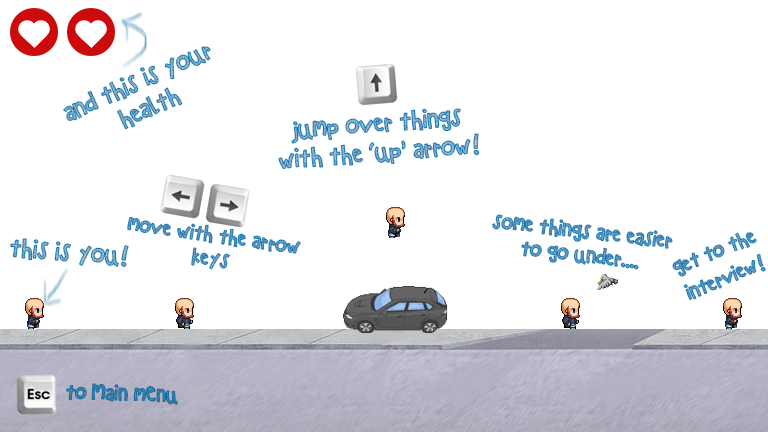 and this is your
health
jump over things
with the 'up' arrow!
move with the arrow
keys
this is you!
some things are easier
to go under....
get to the
interview!
Esc
to Main menu